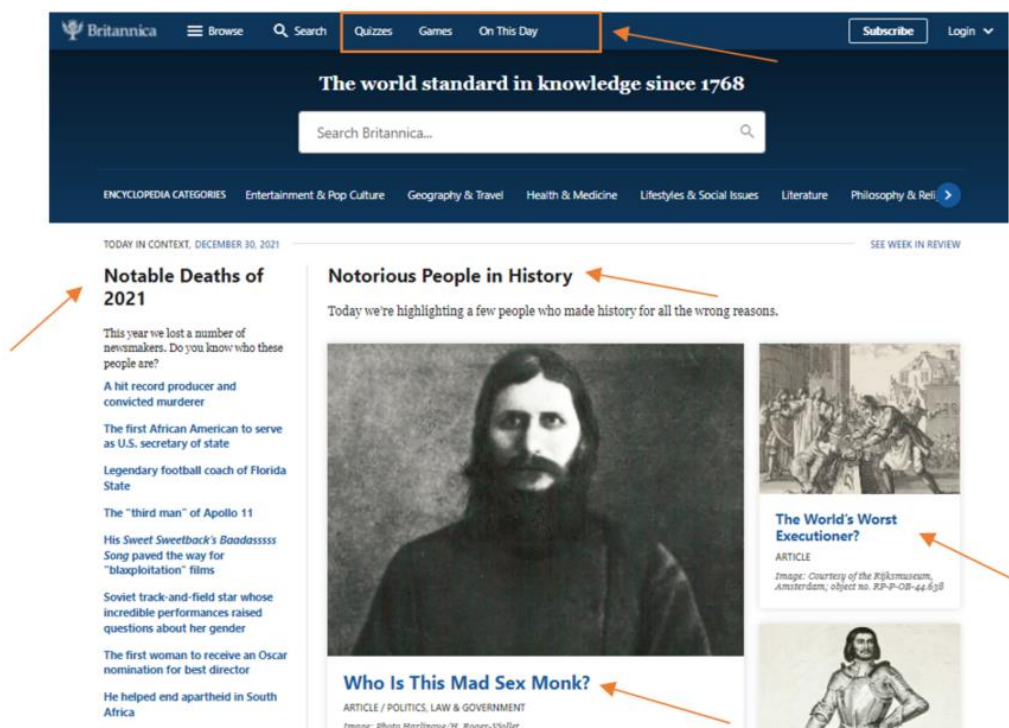 Britannica Browse Search Quizzes Games On This Day Subscribe Login
The world standard in knowledge since 1768
Search Britannica...
ENCYCLOPEDIA CATEGORIES Entertainment & Pop Culture Geography & Travel Health & Medicine Lifestyles & Social Issues Literature Philosophy & Reli
TODAY IN CONTEXT, DECEMBER 30, 2021 SEE WEEK IN REVIEW
Notable Deaths of
2021
This year we lost a number of
newsmakers. Do you know who these
people are?
A hit record producer and
convicted murderer
The first African American to serve
as U.S. secretary of state
Legendary football coach of Florida
State
The "third man" of Apollo 11
His Sweet Sweetback's Baadasssss
Song paved the way for
"blaxploitation" films
Soviet track-and-field star whose
incredible performances raised
questions about her gender
The first woman to receive an Oscar
nomination for best director
He helped end apartheid in South
Africa
Notorious People in History
Today we're highlighting a few people who made history for all the wrong reasons.
Who Is This Mad Sex Monk?
ARTICLE / POLITICS, LAW & GOVERNMENT
Image: Photo Harlingue/H. Roger-Viollet
The World's Worst
Executioner?
ARTICLE
Image: Courtesy of the Rijksmuseum,
Amsterdam; object no. RP-P-OB-44.638